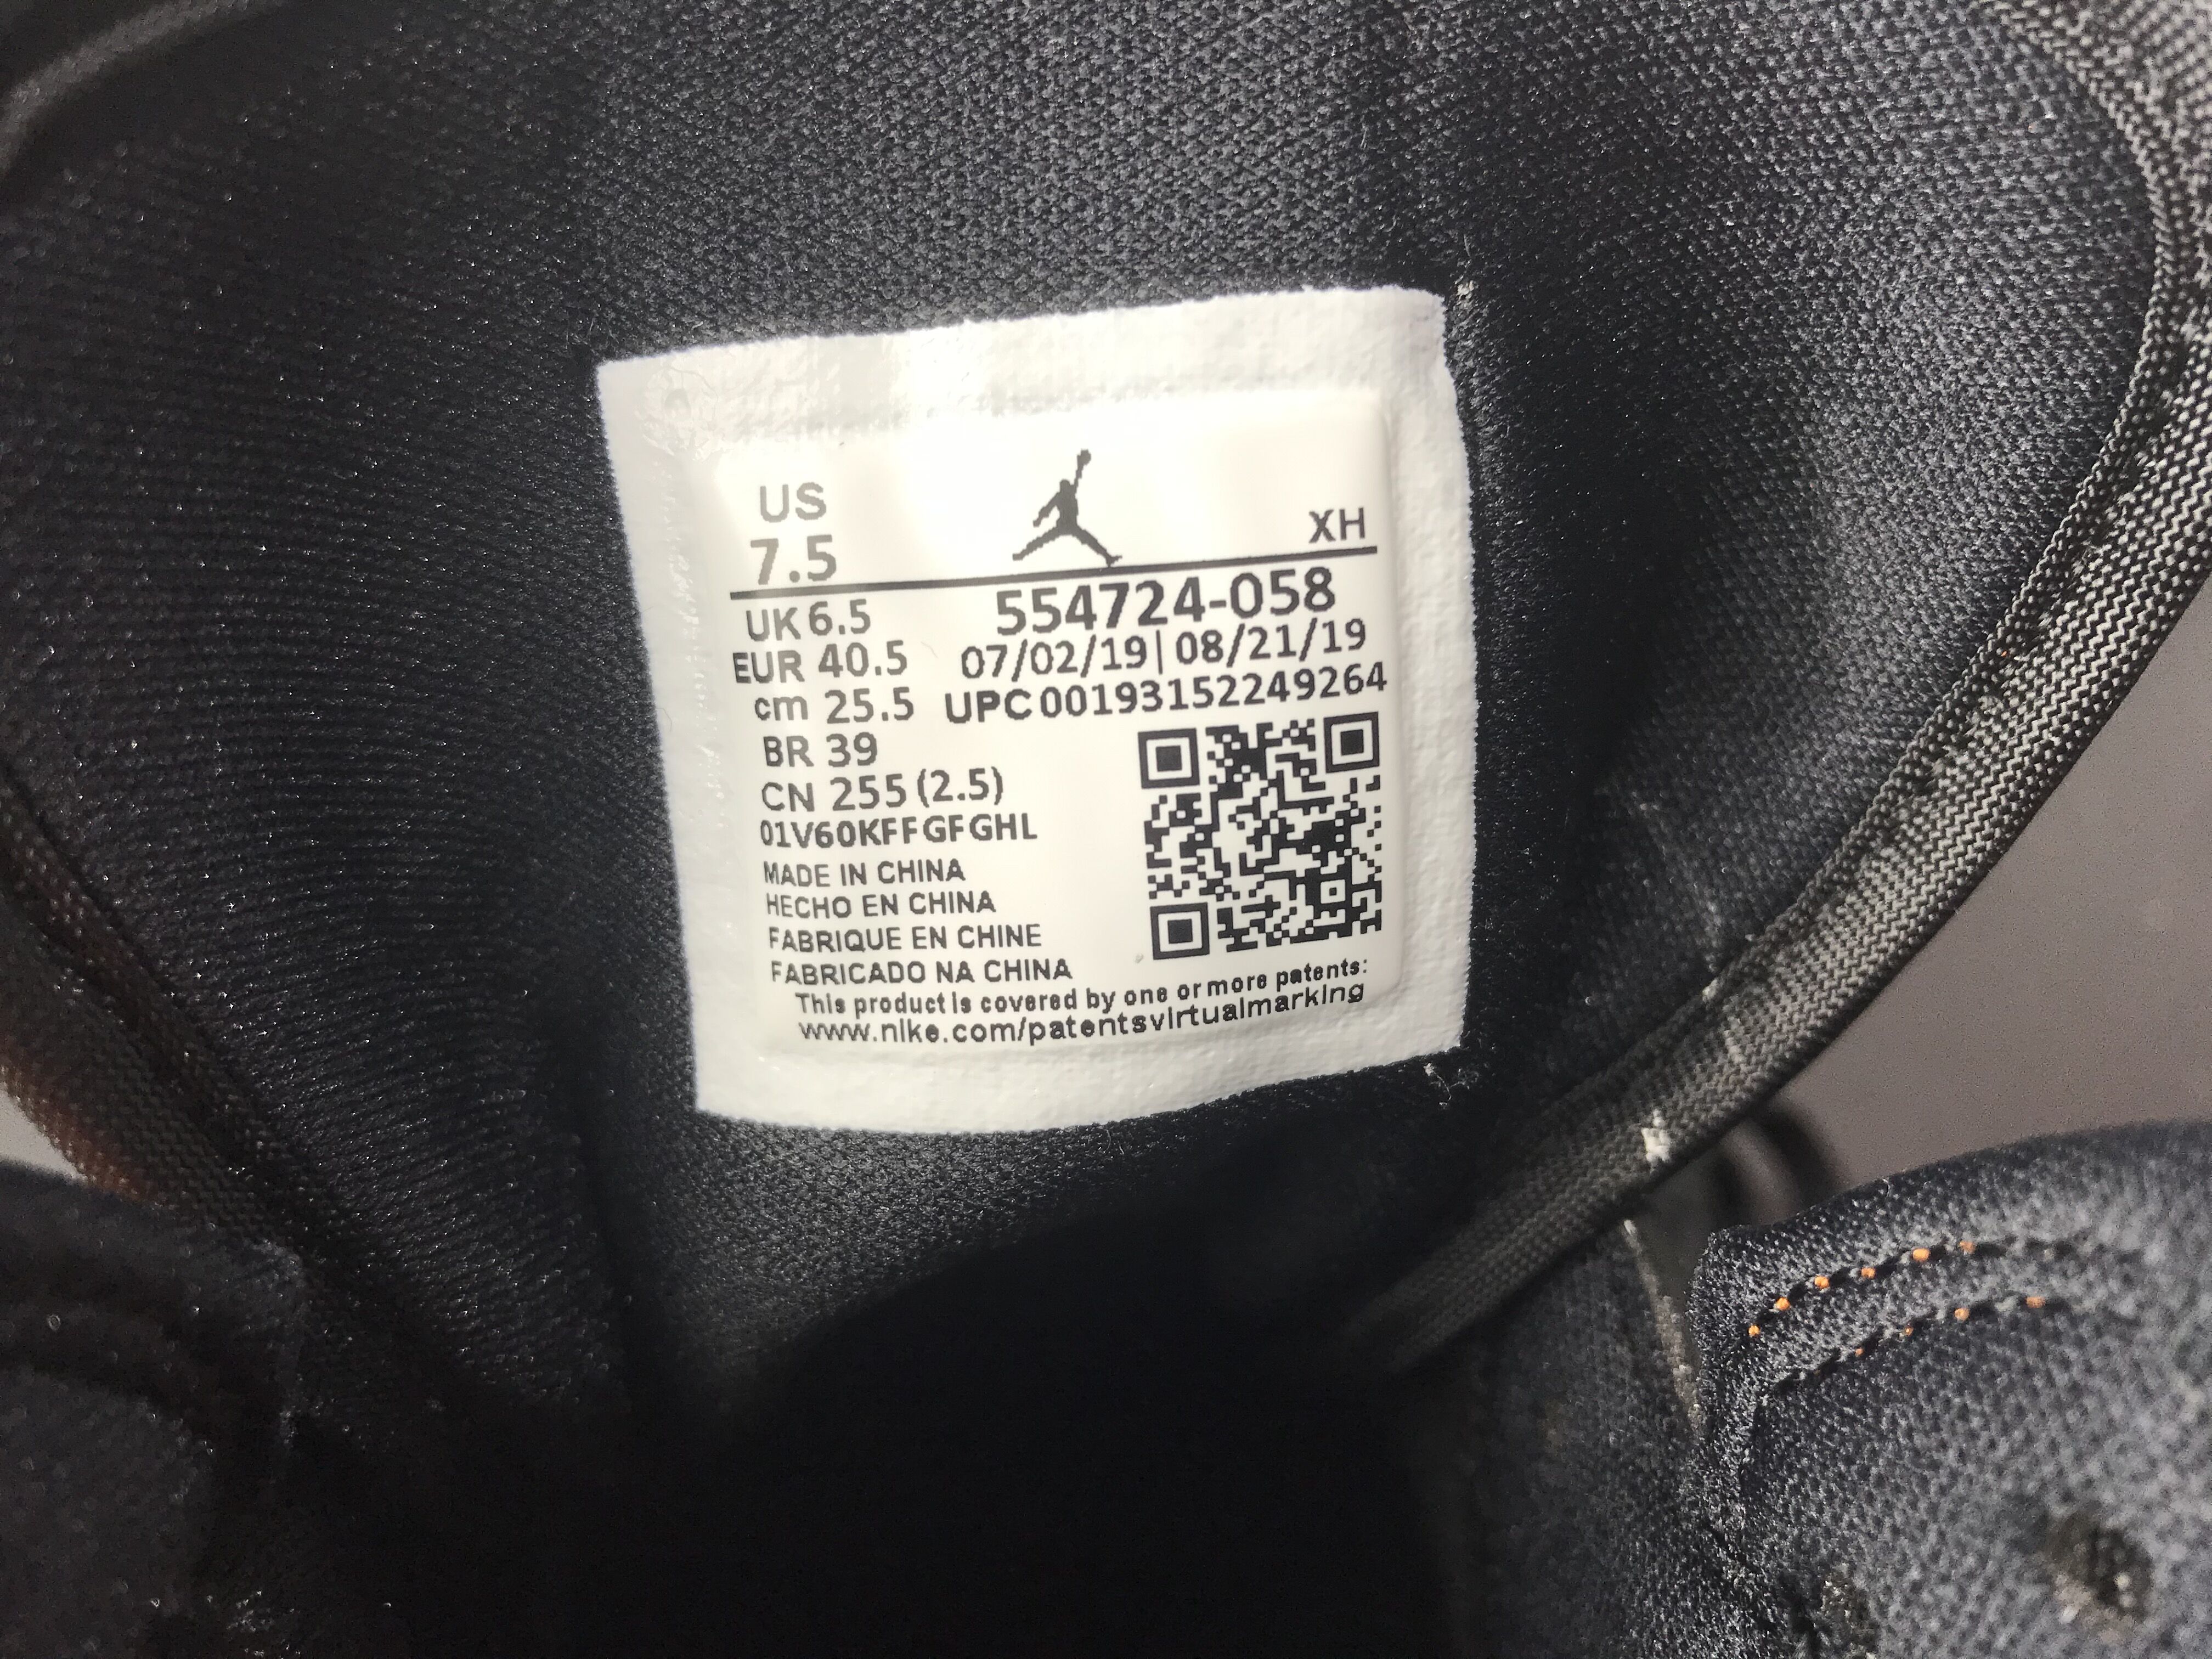 US
7.5
XH
UK 6.5
554724-058
EUR 40.5
07/02/19|08/21/19
cm 25.5
UPC 00193152249264
BR 39
CN 255 (2.5)
01V60KFFGFGHL
MADE IN CHINA
HECHO EN CHINA
FABRIQUE EN CHINE
FABRICADO NA CHINA
This product is covered by one or more patents:
www.nike.com/patentsvirtualmarking